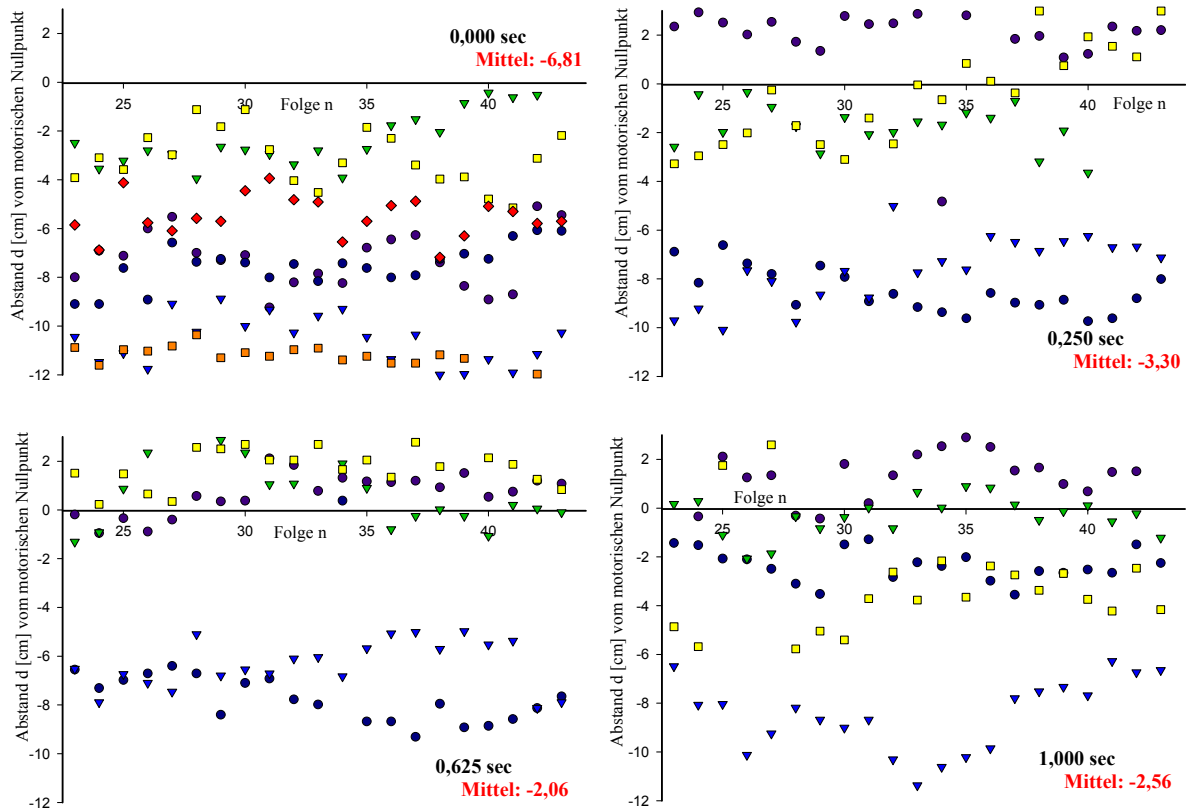 Abstand d [cm] vom motorischen Nullpunkt
0
-2
-4
-6
-8
-10
-12
25
30
35
40
Folge n
0,000 sec
Mittel: -6,81
Abstand d [cm] vom motorischen Nullpunkt
2
0
-2
-4
-6
-8
-10
-12
25
30
35
40
Folge n
0,250 sec
Mittel: -3,30
Abstand d [cm] vom motorischen Nullpunkt
2
0
-2
-4
-6
-8
-10
-12
25
30
35
40
Folge n
0,625 sec
Mittel: -2,06
Abstand d [cm] vom motorischen Nullpunkt
2
0
-2
-4
-6
-8
-10
-12
Folge n
25
30
35
40
1,000 sec
Mittel: -2,56